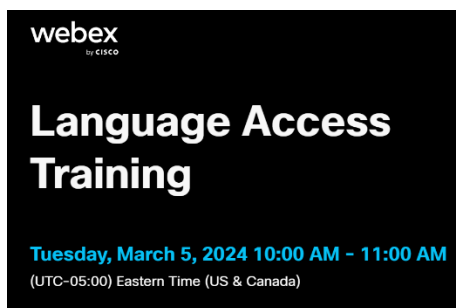 webex
by CISCO
Language Access
Training
Tuesday, March 5, 2024 10:00 AM - 11:00 AM
(UTC-05:00) Eastern Time (US & Canada)